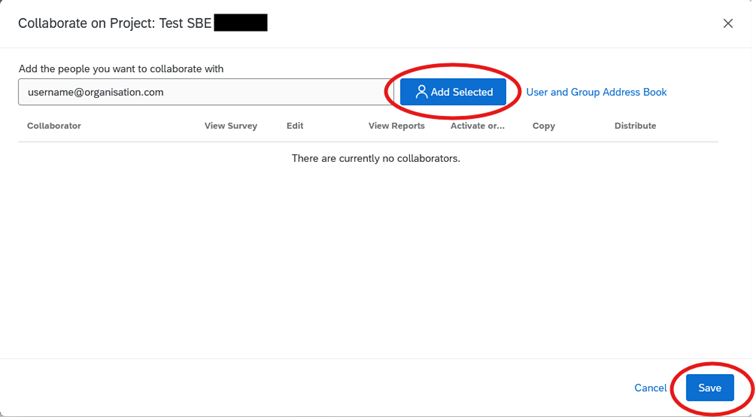 Collaborate on Project: Test SBE
Add the people you want to collaborate with
username@organisation.com Add Selected User and Group Address Book
Collaborator View Survey Edit View Reports Activate or... Copy Distribute
There are currently no collaborators.
Cancel Save